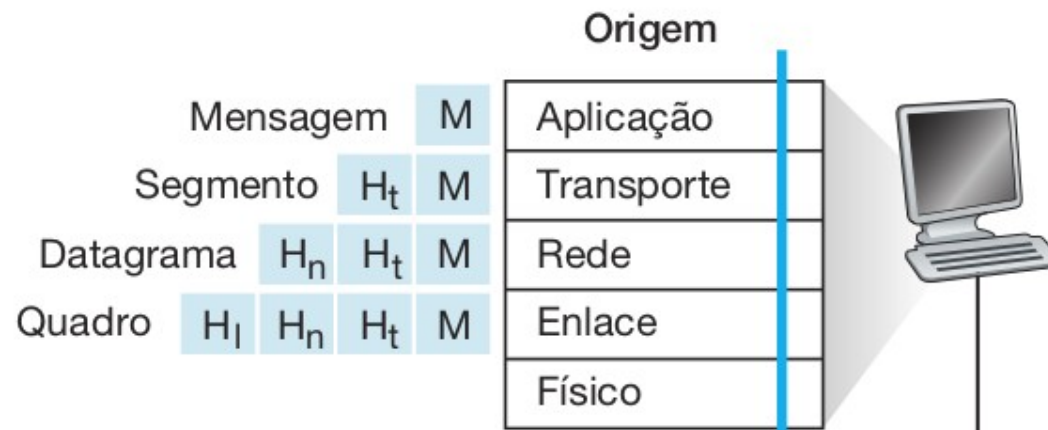 Origem
Mensagem M Aplicação
Segmento Ht M Transporte
Datagrama Hn Ht M Rede
Quadro Hl Hn Ht M Enlace
Físico